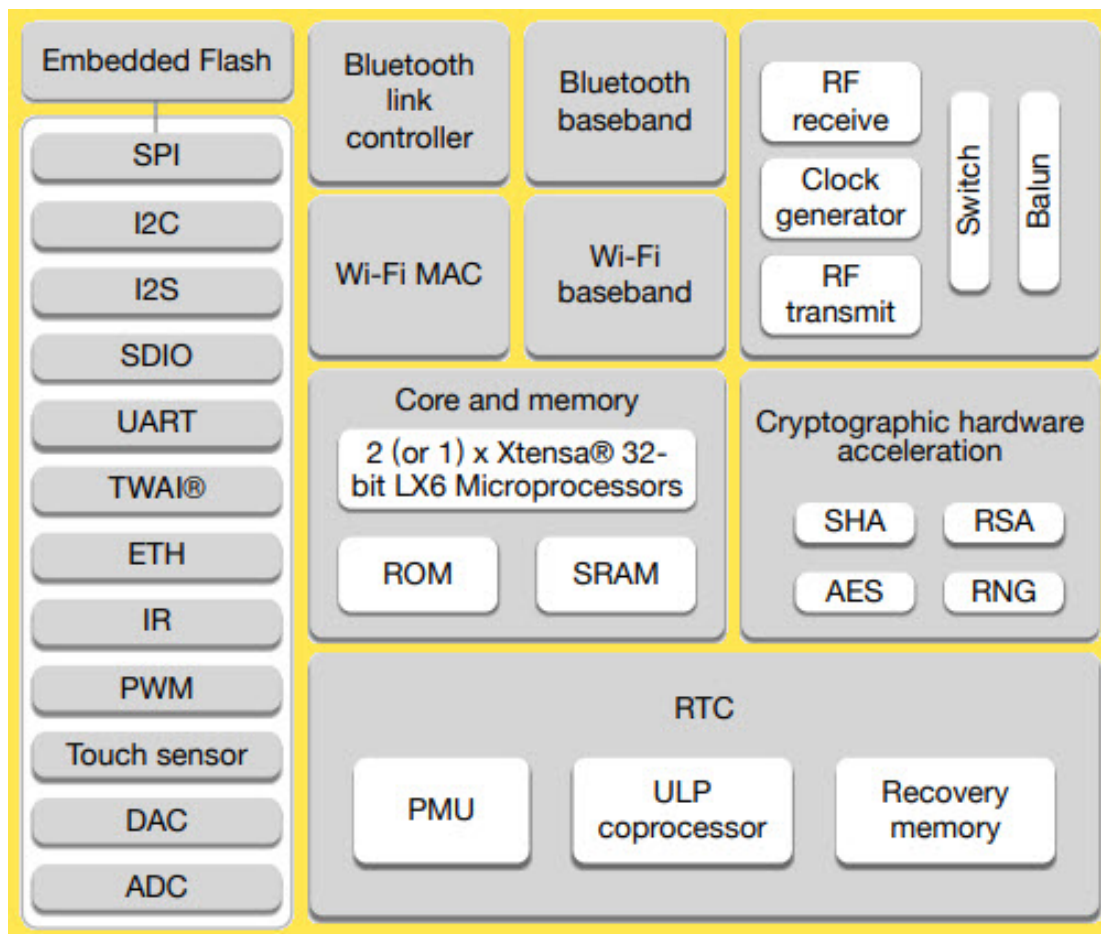 Embedded Flash
SPI
I2C
I2S
SDIO
UART
TWAI®
ETH
IR
PWM
Touch sensor
DAC
ADC
Bluetooth
link
controller
Bluetooth
baseband
Wi-Fi MAC
Wi-Fi
baseband
RF
receive
Clock
generator
RF
transmit
Switch
Balun
Core and memory
2 (or 1) x Xtensa® 32-
bit LX6 Microprocessors
ROM
SRAM
Cryptographic hardware
acceleration
SHA
RSA
AES
RNG
RTC
PMU
ULP
coprocessor
Recovery
memory